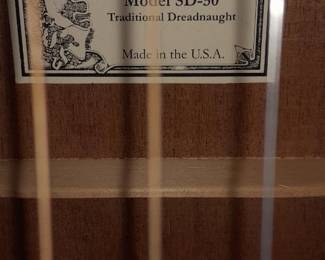 Model SD-50
Traditional Dreadnaught
Made in the U.S.A.